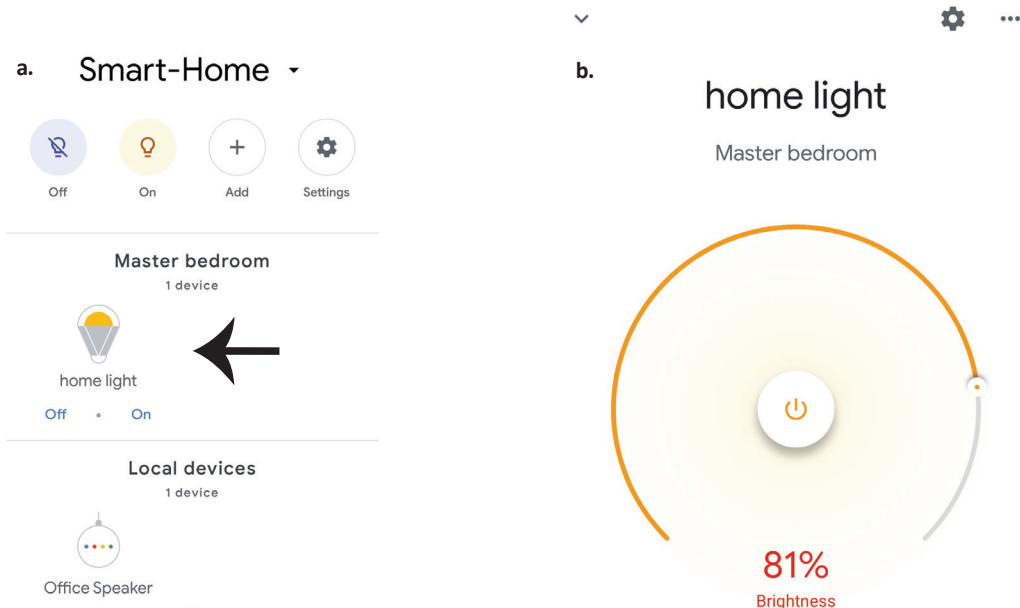 a.
Smart-Home
Off On Add Settings
Master bedroom
1 device
home light
Off • On
Local devices
1 device
Office Speaker
b.
home light
Master bedroom
81%
Brightness